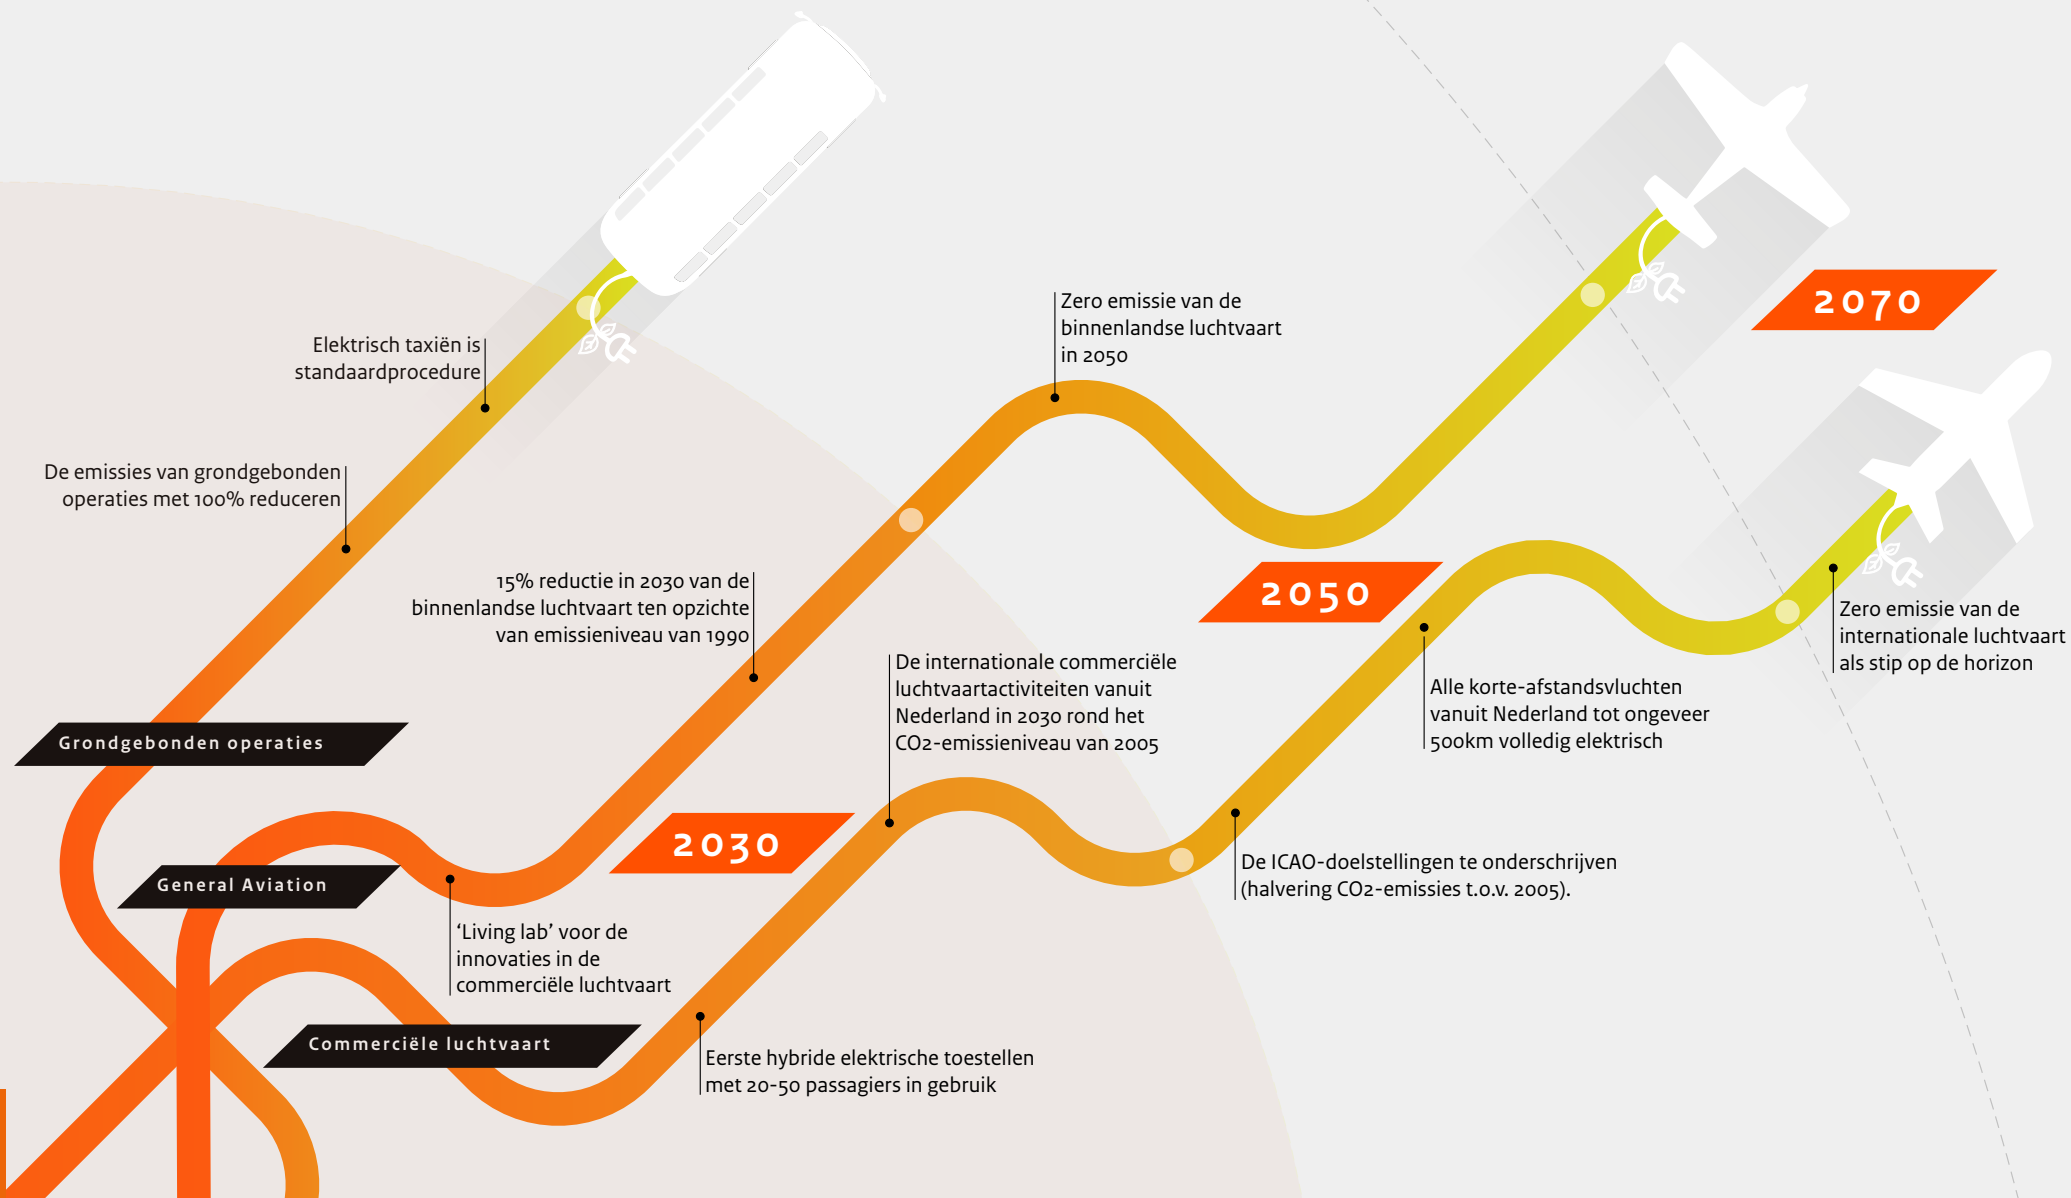 Zero emissie van de
binnenlandse luchtvaart
in 2050
2070
Elektrisch taxiën is
standaardprocedure
De emissies van grondgebonden
operaties met 100% reduceren
15% reductie in 2030 van de
binnenlandse luchtvaart ten opzichte
van emissieniveau van 1990
2050
Zero emissie van de
internationale luchtvaart
als stip op de horizon
De internationale commerciële
luchtvaartactiviteiten vanuit
Nederland in 2030 rond het
CO2-emissieniveau van 2005
Alle korte-afstandsvluchten
vanuit Nederland tot ongeveer
500km volledig elektrisch
Grondgebonden operaties
2030
De ICAO-doelstellingen te onderschrijven
(halvering CO2-emissies t.o.v. 2005).
General Aviation
‘Living lab’ voor de
innovaties in de
commerciële luchtvaart
Commerciële luchtvaart
Eerste hybride elektrische toestellen
met 20-50 passagiers in gebruik